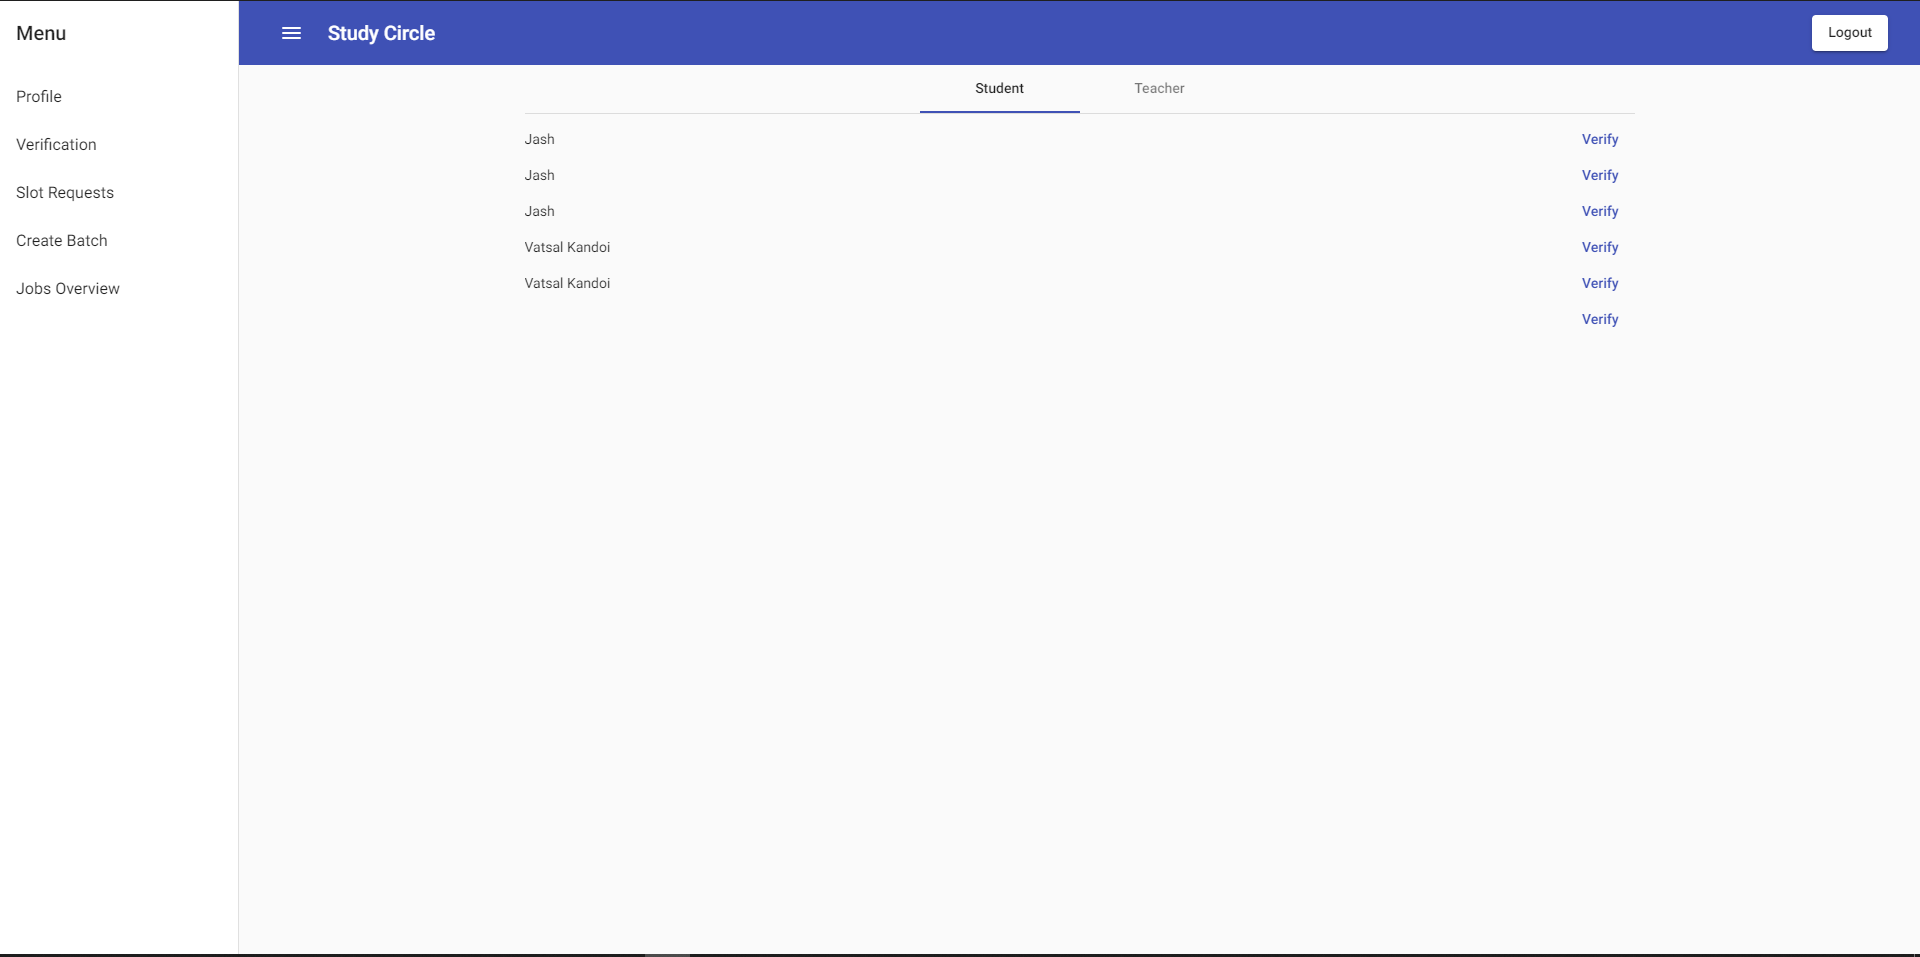 Menu
Study Circle
Logout
Profile
Verification
Slot Requests
Create Batch
Jobs Overview
Student Teacher
Jash Verify
Jash Verify
Jash Verify
Vatsal Kandoi Verify
Vatsal Kandoi Verify
Verify